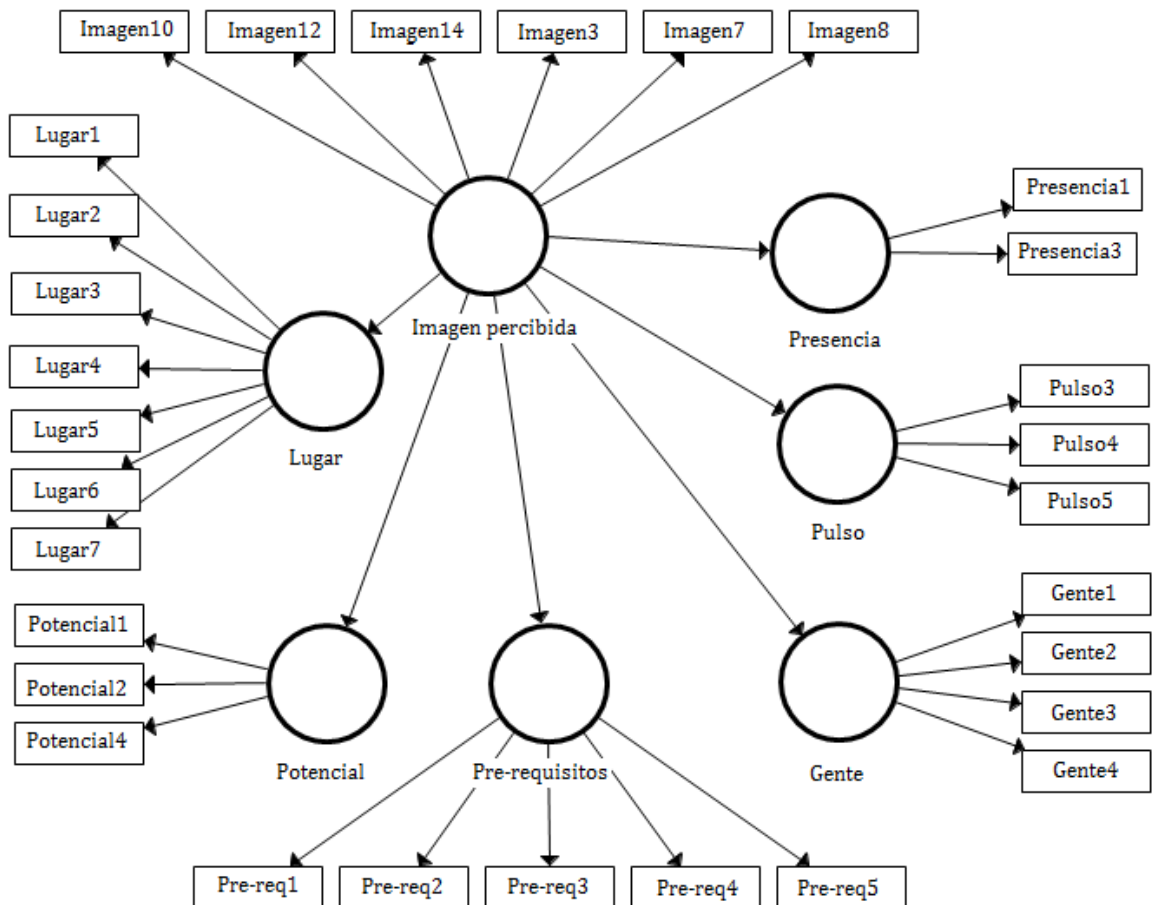 Imagen10
Imagen12
Imagen14
Imagen3
Imagen7
Imagen8
Lugar1
Lugar2
Lugar3
Lugar4
Lugar5
Lugar6
Lugar7
Imagen percibida
Lugar
Presencia1
Presencia3
Presencia
Pulso3
Pulso4
Pulso5
Pulso
Potencial1
Potencial2
Potencial4
Potencial
Pre-requisitos
Gente1
Gente2
Gente3
Gente4
Gente
Pre-req1
Pre-req2
Pre-req3
Pre-req4
Pre-req5